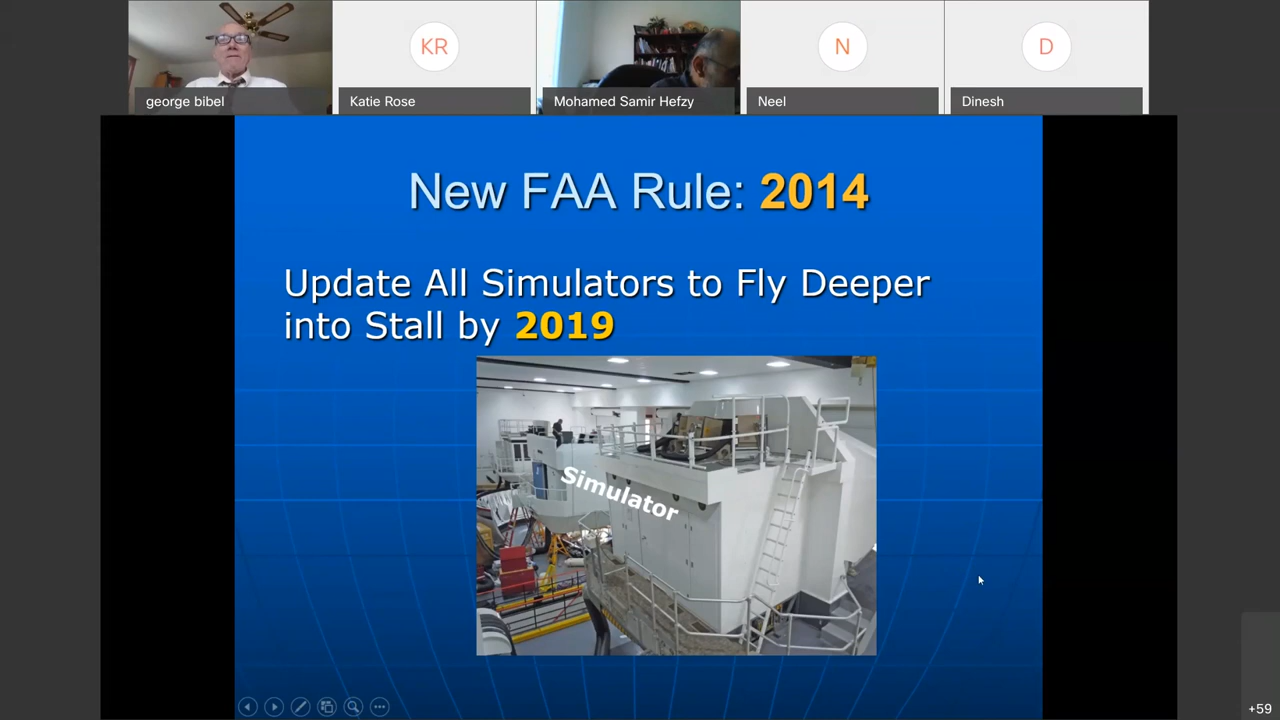 KR
N
D
george bibel
Katie Rose
Mohamed Samir Hefzy
Neel
Dinesh
New FAA Rule: 2014
Update All Simulators to Fly Deeper
into Stall by 2019
Simulator
+59